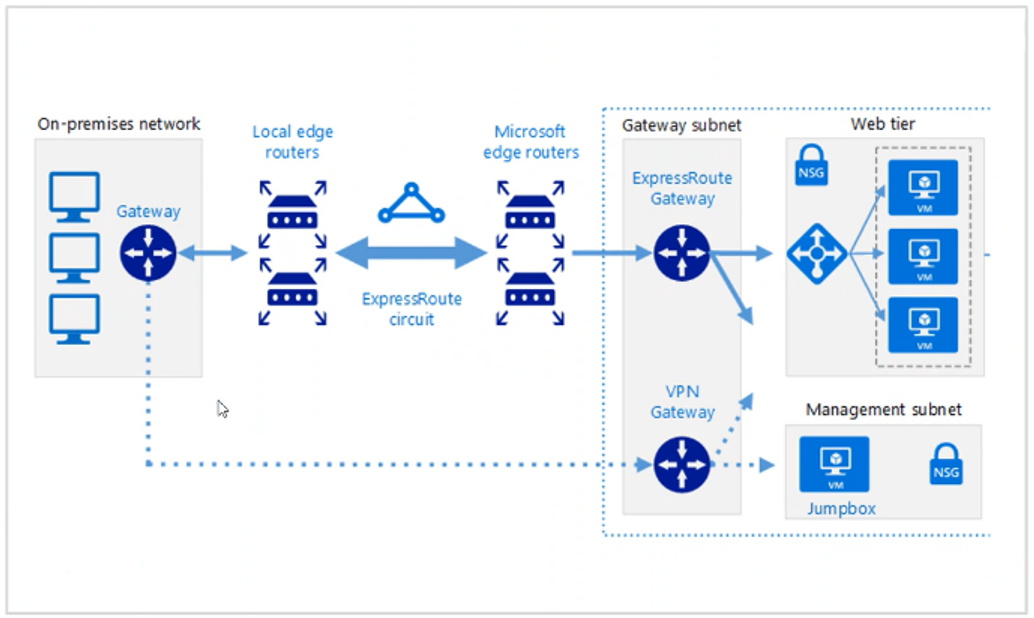 On-premises network
Gateway
Local edge
routers
ExpressRoute
circuit
Microsoft
edge routers
Gateway subnet
ExpressRoute
Gateway
VPN
Gateway
Web tier
NSG
VM
VM
VM
Management subnet
VM
Jumpbox
NSG